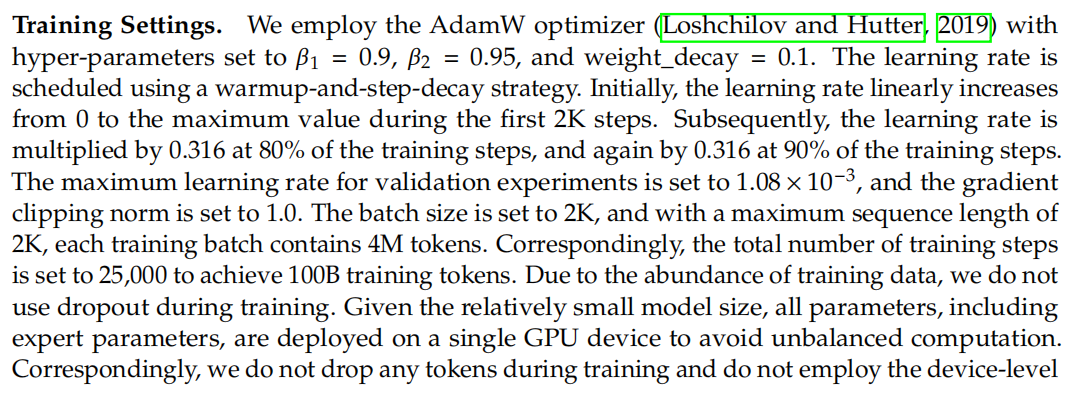 Training Settings. We employ the AdamW optimizer (Loshchilov and Hutter, 2019) with
hyper-parameters set to β₁ = 0.9, β₂ = 0.95, and weight_decay = 0.1. The learning rate is
scheduled using a warmup-and-step-decay strategy. Initially, the learning rate linearly increases
from 0 to the maximum value during the first 2K steps. Subsequently, the learning rate is
multiplied by 0.316 at 80% of the training steps, and again by 0.316 at 90% of the training steps.
The maximum learning rate for validation experiments is set to 1.08 × 10⁻³, and the gradient
clipping norm is set to 1.0. The batch size is set to 2K, and with a maximum sequence length of
2K, each training batch contains 4M tokens. Correspondingly, the total number of training steps
is set to 25,000 to achieve 100B training tokens. Due to the abundance of training data, we do not
use dropout during training. Given the relatively small model size, all parameters, including
expert parameters, are deployed on a single GPU device to avoid unbalanced computation.
Correspondingly, we do not drop any tokens during training and do not employ the device-level